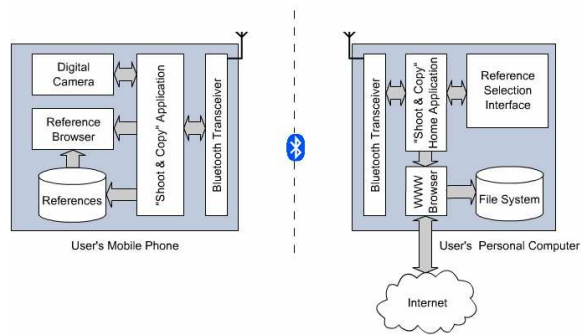 Digital
Camera
Reference
Browser
References
"Shoot & Copy" Application
Bluetooth Transceiver
User's Mobile Phone
Bluetooth Transceiver
"Shoot & Copy"
Home Application
Reference
Selection
Interface
WWW
Browser
File System
User's Personal Computer
Internet